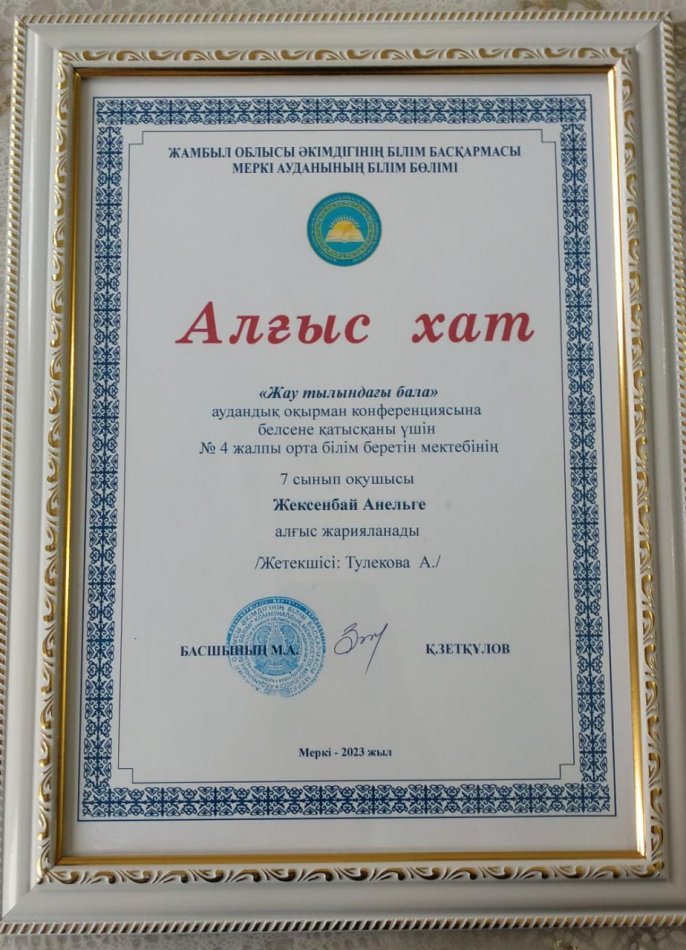 ЖАМБЫЛ ОБЛЫСЫ ӘКІМДІГІНІҢ БІЛІМ БАСҚАРМАСЫ
МЕРКІ АУДАНЫНЫҢ БІЛІМ БӨЛІМІ
Алғыс хат
«Жау тылындағы бала»
аудандық оқырман конференциясына
белсене қатысқаны үшін
№ 4 жалпы орта білім беретін мектебінің
7 сынып оқушысы
Жексенбай Анельге
алғыс жарияланады
/Жетекшісі: Тулекова А./
БАСШЫНЫҢ М.А. Қ.ЗЕТҚҰЛОВ
Меркі - 2023 жыл